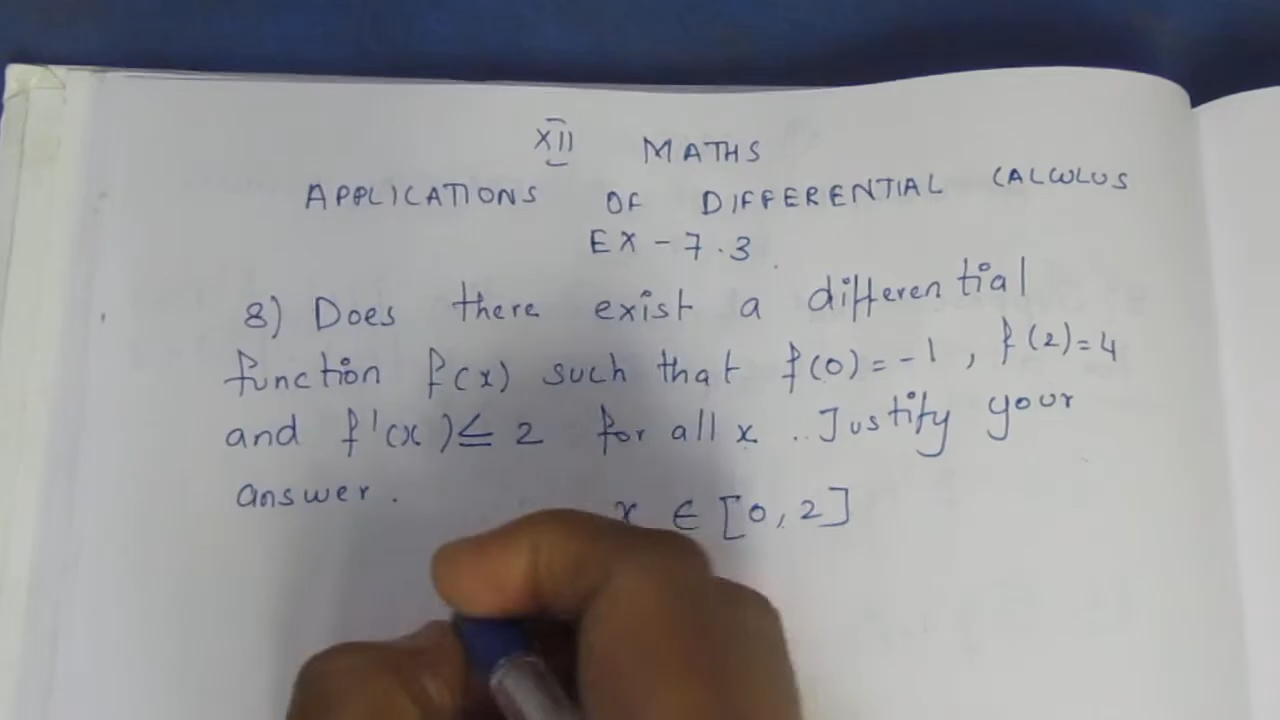 XII MATHS
APPLICATIONS OF DIFFERENTIAL CALCULUS
EX - 7.3
8) Does there exist a differential
function f(x) such that f(0) = -1, f(2) = 4
and f'(x) ≤ 2 for all x .. Justify your
answer.
x ∈ [0, 2]